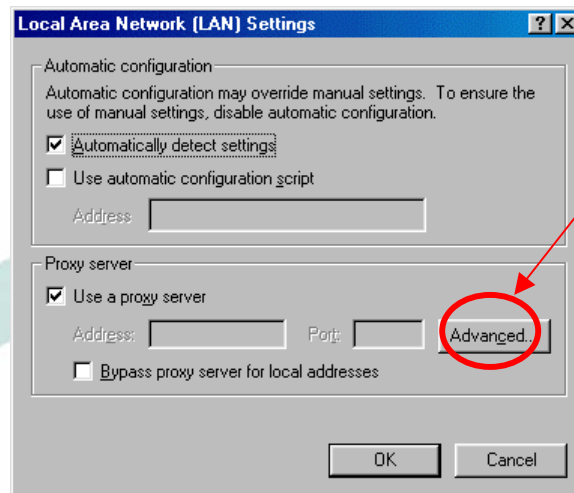 Local Area Network (LAN) Settings
Automatic configuration
Automatic configuration may override manual settings. To ensure the
use of manual settings, disable automatic configuration.
Automatically detect settings
Use automatic configuration script
Address
Proxy server
Use a proxy server
Address: Port: Advanced...
Bypass proxy server for local addresses
OK Cancel